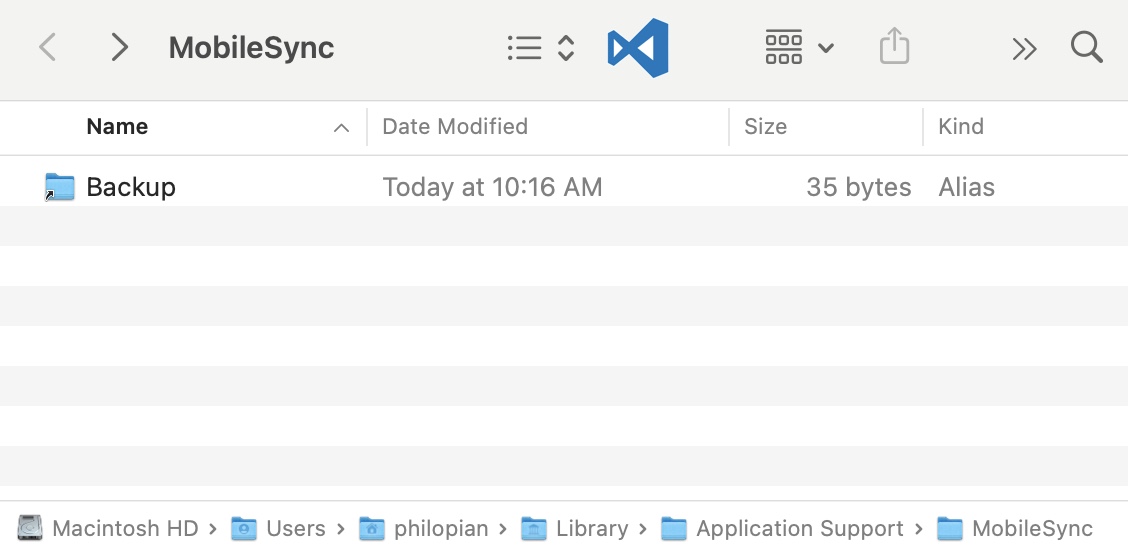 MobileSync
Name Date Modified Size Kind
Backup Today at 10:16 AM 35 bytes Alias
Macintosh HD › Users › philopian › Library › Application Support › MobileSync